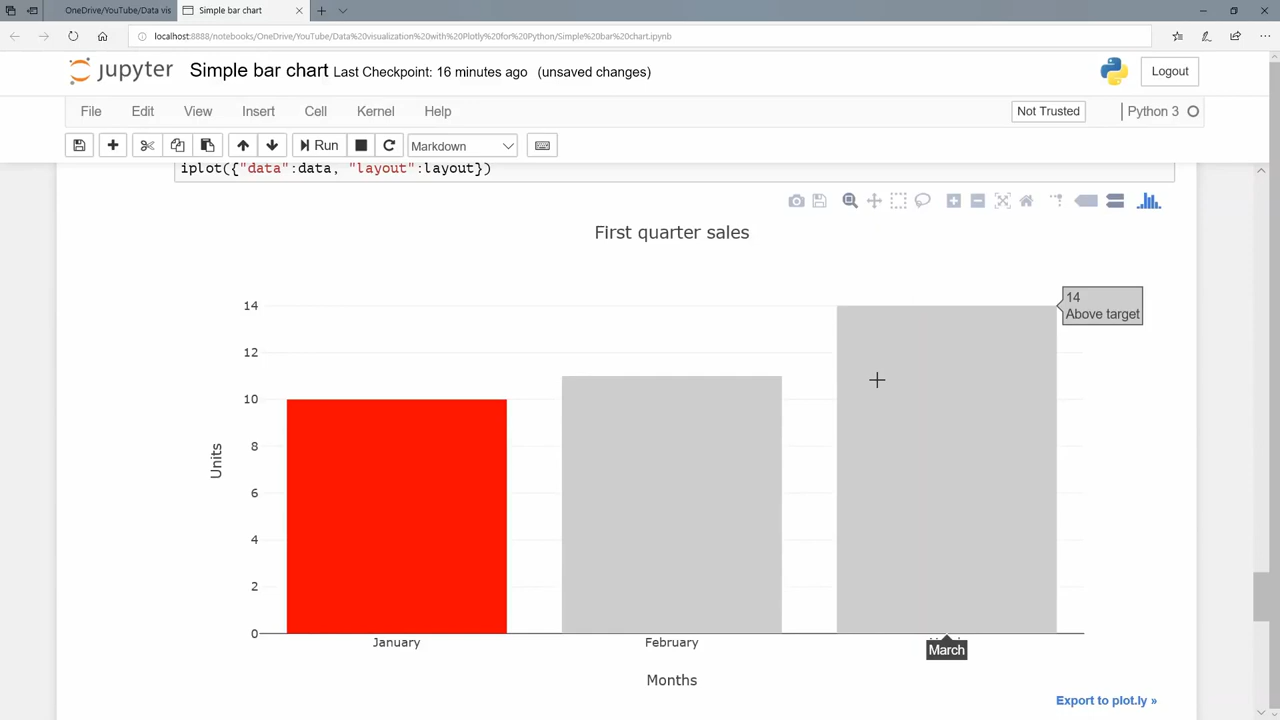 OneDrive/YouTube/Data vis
Simple bar chart
localhost:8888/notebooks/OneDrive/YouTube/Data%20visualization%20with%20Plotly%20for%20Python/Simple%20bar%20chart.ipynb
jupyter Simple bar chart Last Checkpoint: 16 minutes ago (unsaved changes)
Logout
File Edit View Insert Cell Kernel Help
Not Trusted
Python 3
Run
Markdown
iplot({"data":data, "layout":layout})
First quarter sales
14
Above target
14
12
10
8
6
4
2
0
Units
January
February
March
Months
Export to plot.ly »